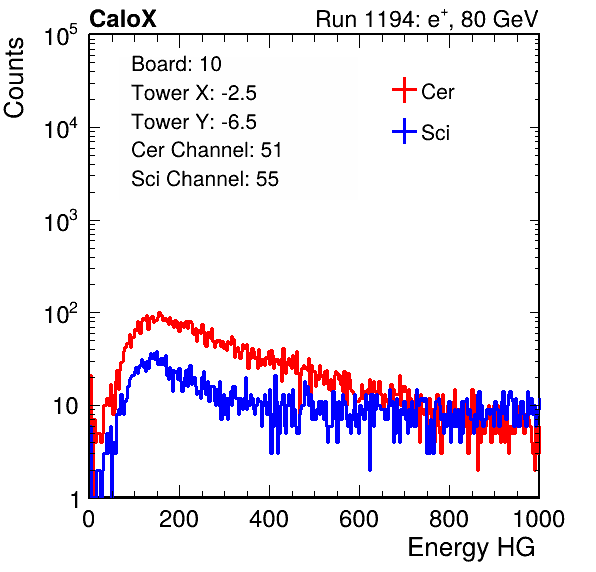 CaloX Run 1194: e⁺, 80 GeV
Board: 10
Tower X: -2.5
Tower Y: -6.5
Cer Channel: 51
Sci Channel: 55
Cer
Sci
Counts
10⁵
10⁴
10³
10²
10
1
0 200 400 600 800 1000
Energy HG